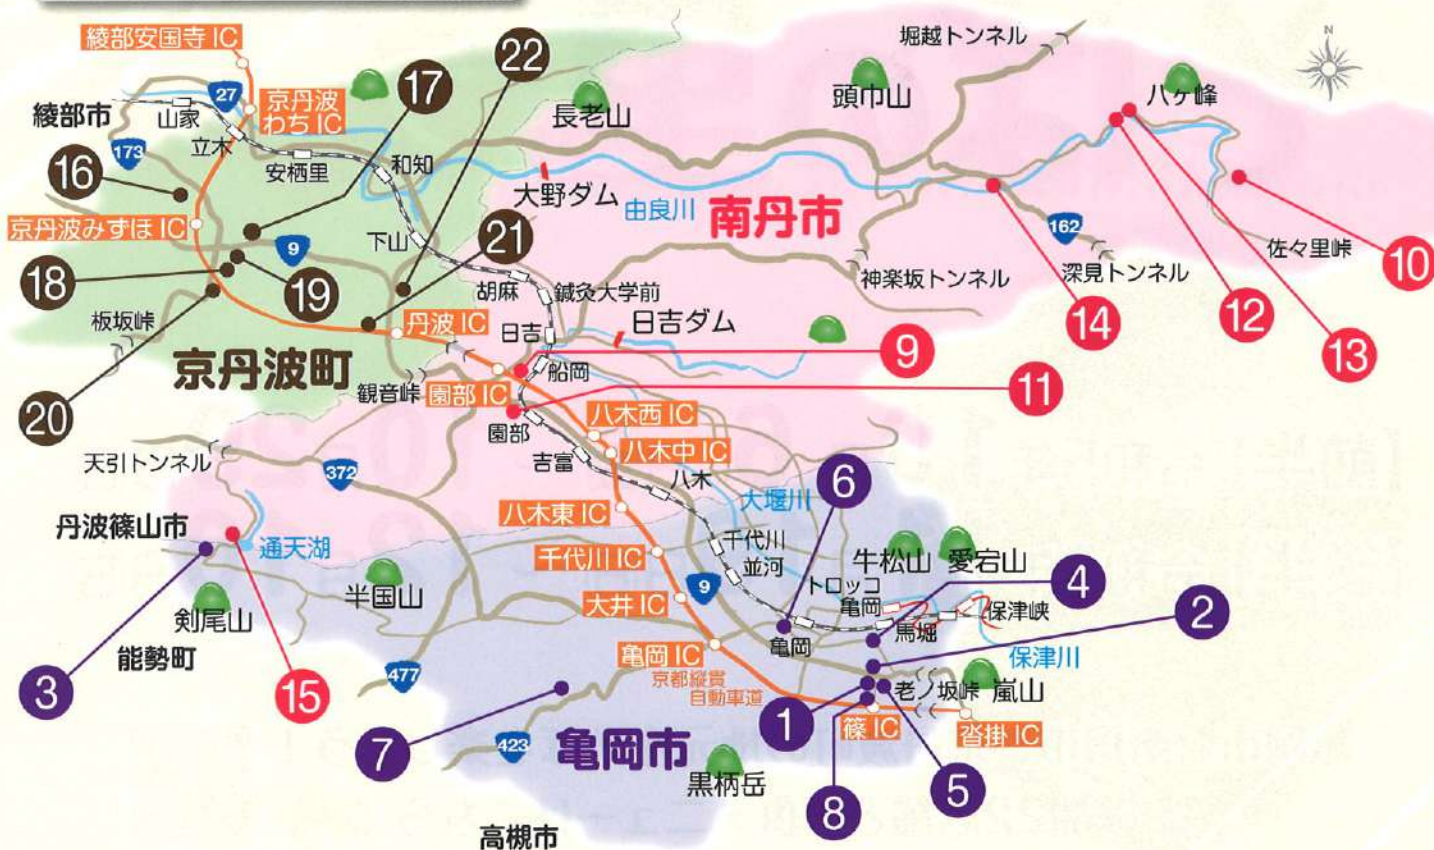 綾部安国寺 IC
堀越トンネル
N
22
17
27
京丹波
わち IC
綾部市
山家
長老山
頭巾山
八ヶ峰
173
立木
安栖里
和知
16
大野ダム
由良川
南丹市
京丹波みずほ IC
9
下山
21
162
佐々里峠
10
18
19
胡麻
鍼灸大学前
神楽坂トンネル
深見トンネル
14
12
13
板坂峠
丹波 IC
日吉
日吉ダム
京丹波町
船岡
9
20
観音峠
園部 IC
11
園部
八木西 IC
八木中 IC
天引トンネル
372
吉富
八木
6
大堰川
丹波篠山市
八木東 IC
通天湖
千代川
千代川 IC
並河
牛松山
愛宕山
4
半国山
9
トロッコ
亀岡
保津峡
2
剣尾山
大井 IC
亀岡
馬堀
能勢町
亀岡 IC
保津川
3
15
477
京都縦貫
自動車道
老ノ坂峠
嵐山
1
篠 IC
沓掛 IC
7
423
亀岡市
黒柄岳
8
5
高槻市